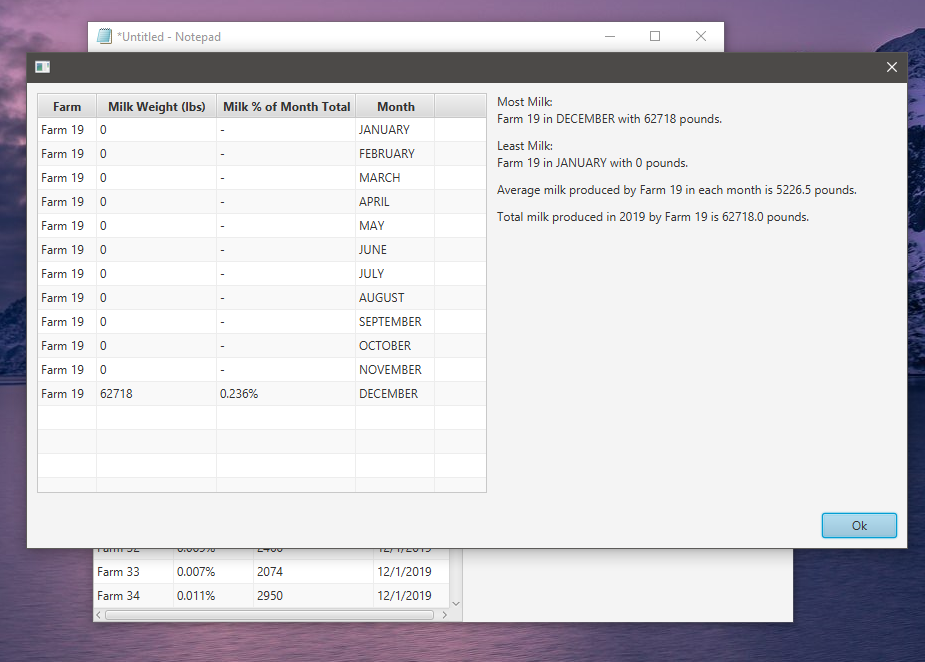 *Untitled - Notepad
Farm Milk Weight (lbs) Milk % of Month Total Month
Farm 19 0 - JANUARY
Farm 19 0 - FEBRUARY
Farm 19 0 - MARCH
Farm 19 0 - APRIL
Farm 19 0 - MAY
Farm 19 0 - JUNE
Farm 19 0 - JULY
Farm 19 0 - AUGUST
Farm 19 0 - SEPTEMBER
Farm 19 0 - OCTOBER
Farm 19 0 - NOVEMBER
Farm 19 62718 0.236% DECEMBER
Most Milk:
Farm 19 in DECEMBER with 62718 pounds.
Least Milk:
Farm 19 in JANUARY with 0 pounds.
Average milk produced by Farm 19 in each month is 5226.5 pounds.
Total milk produced in 2019 by Farm 19 is 62718.0 pounds.
Ok
Farm 32 12/1/2019
Farm 33 0.007% 2074 12/1/2019
Farm 34 0.011% 2950 12/1/2019